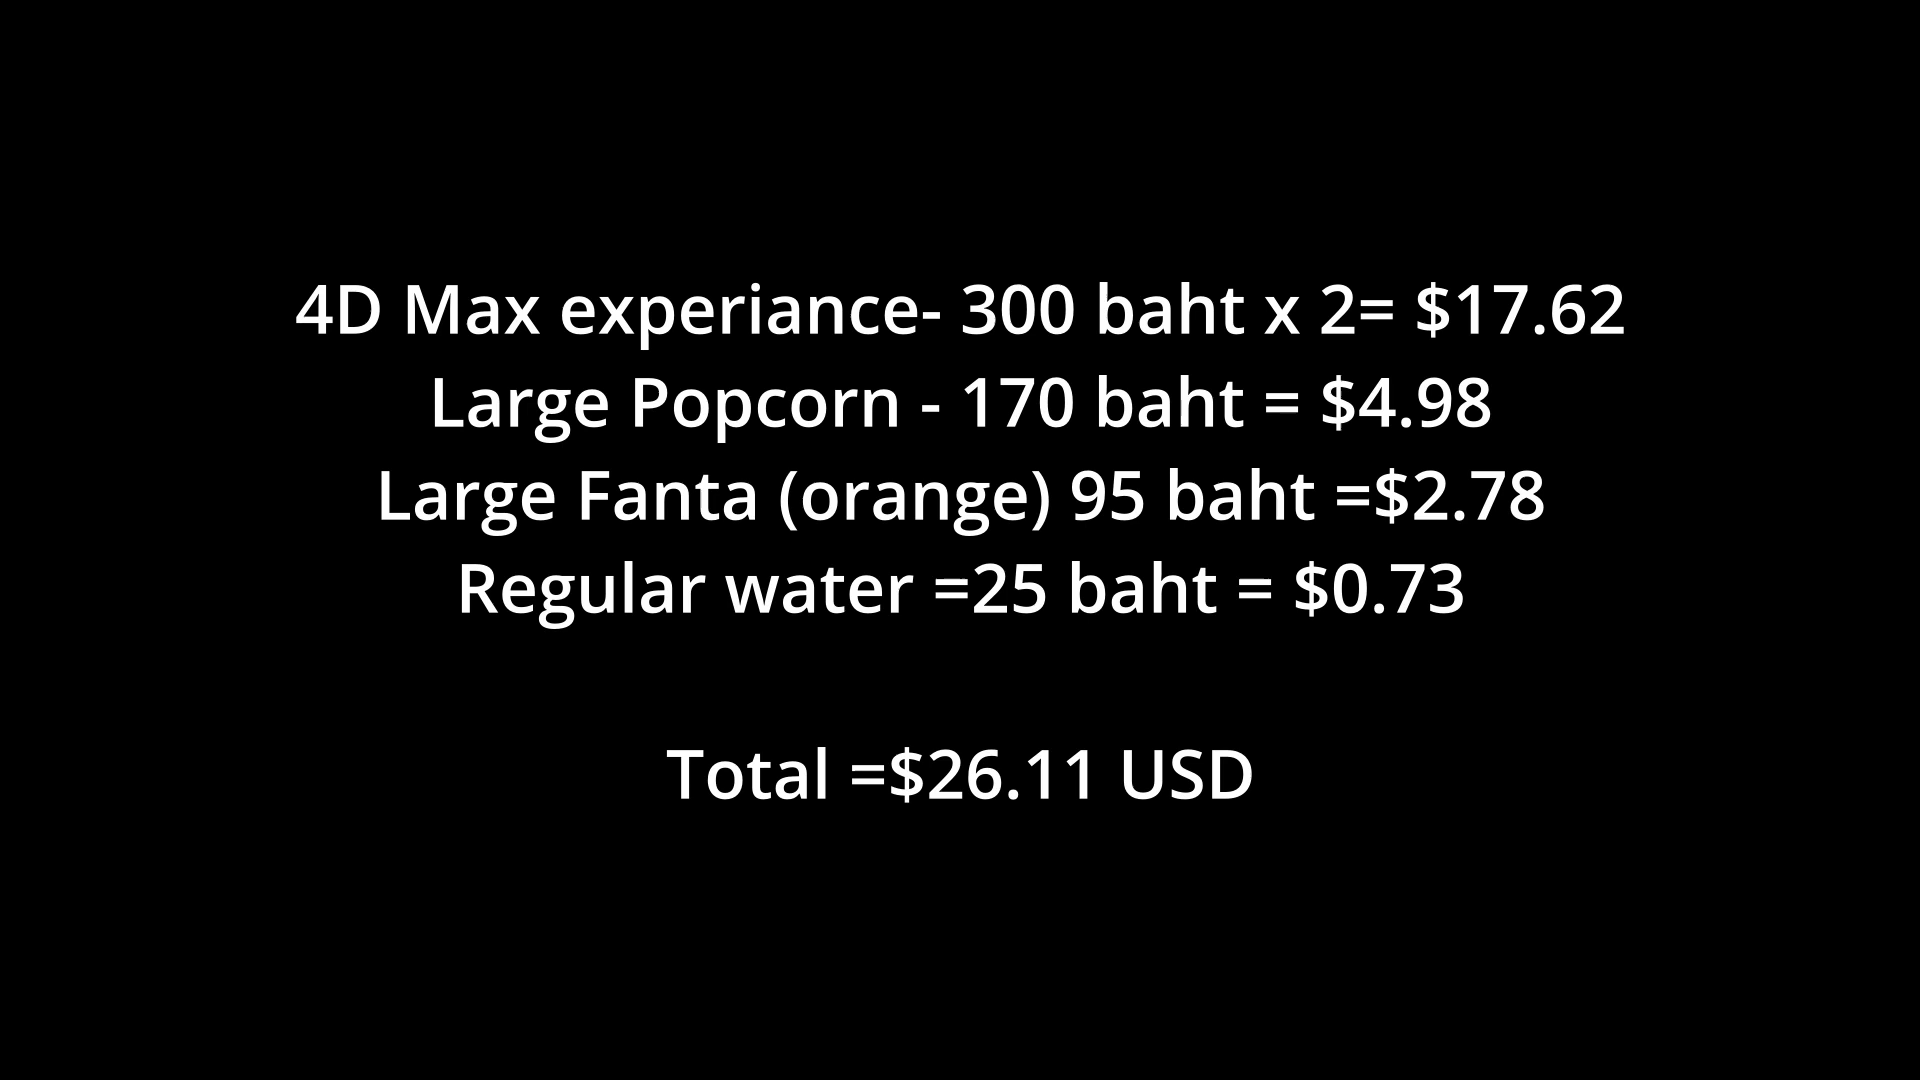 4D Max experiance- 300 baht x 2= $17.62
Large Popcorn - 170 baht = $4.98
Large Fanta (orange) 95 baht =$2.78
Regular water =25 baht = $0.73
Total =$26.11 USD